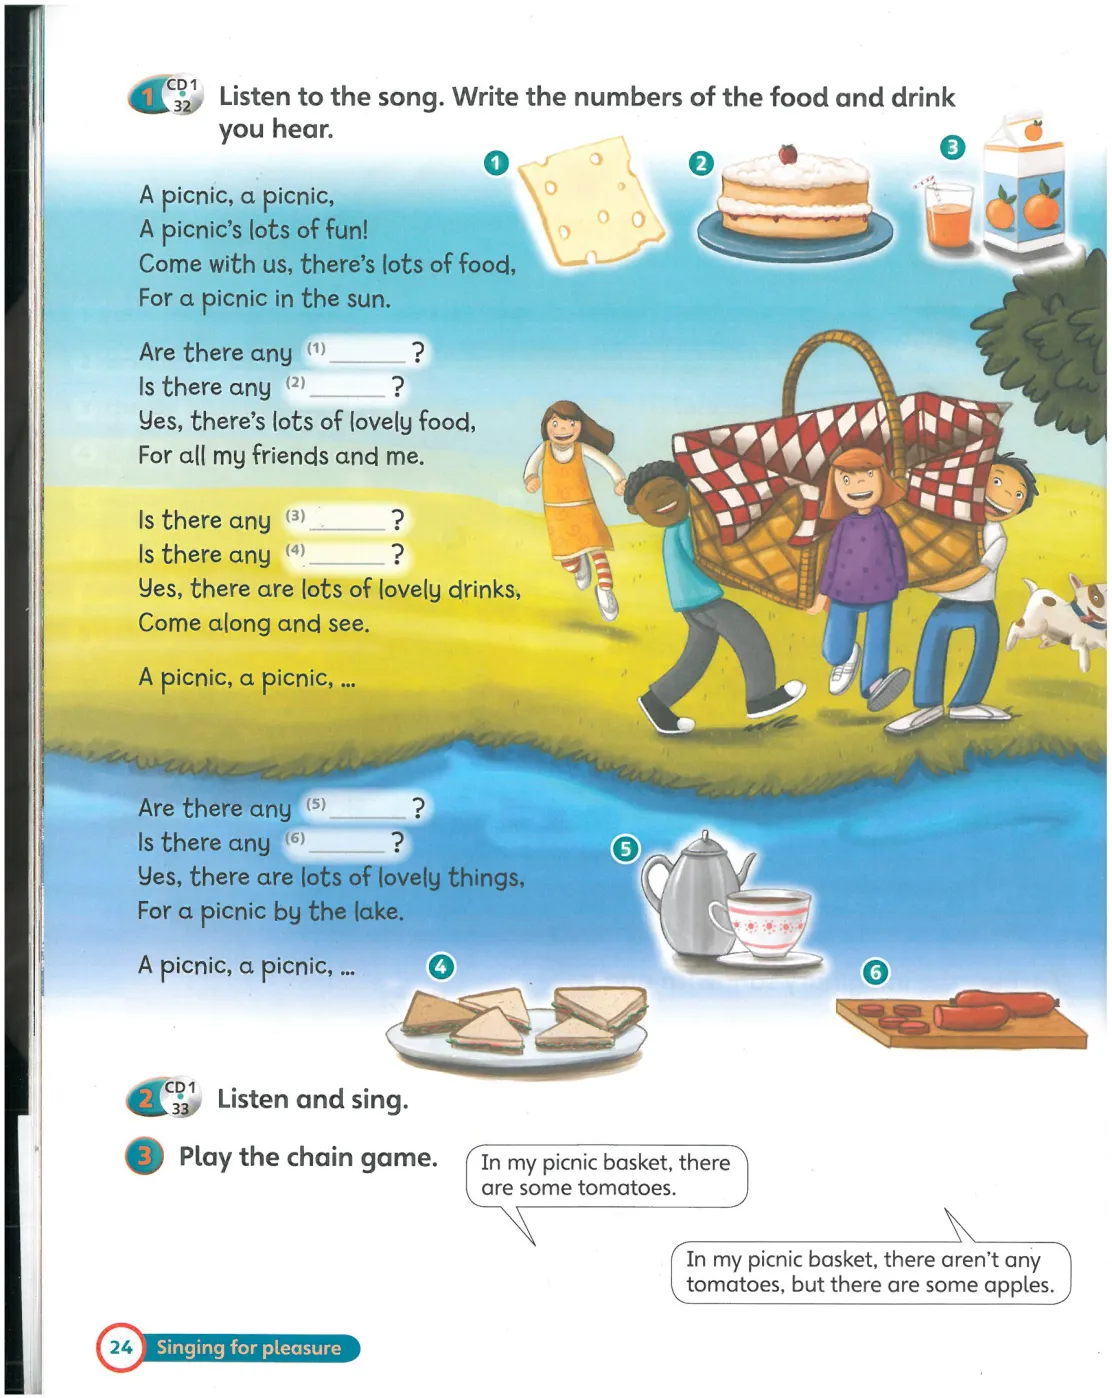 1 CD 1 32 Listen to the song. Write the numbers of the food and drink
you hear.
1
2
3
A picnic, a picnic,
A picnic's lots of fun!
Come with us, there's lots of food,
For a picnic in the sun.
Are there any (1)______ ?
Is there any (2)______ ?
Yes, there's lots of lovely food,
For all my friends and me.
Is there any (3)______ ?
Is there any (4)______ ?
Yes, there are lots of lovely drinks,
Come along and see.
A picnic, a picnic, ...
Are there any (5)______ ?
Is there any (6)______ ?
Yes, there are lots of lovely things,
For a picnic by the lake.
A picnic, a picnic, ...
5
4
6
2 CD 1 33 Listen and sing.
3 Play the chain game.
In my picnic basket, there
are some tomatoes.
In my picnic basket, there aren't any
tomatoes, but there are some apples.
24 Singing for pleasure